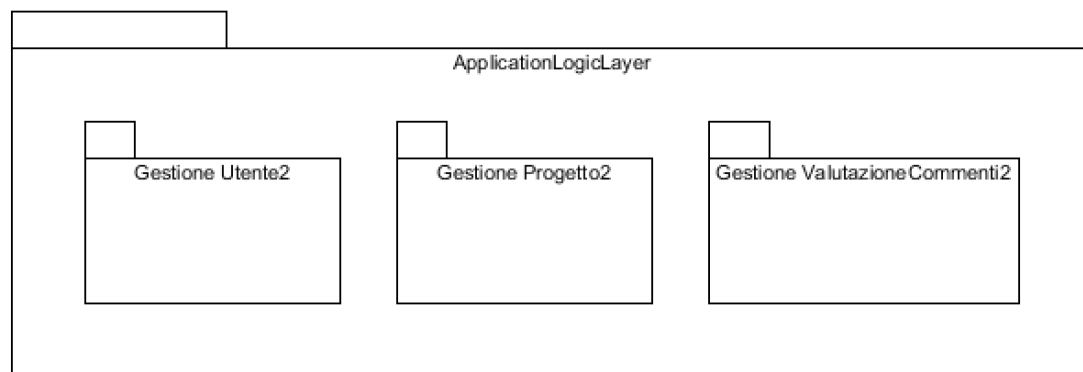 ApplicationLogicLayer
Gestione Utente2
Gestione Progetto2
Gestione ValutazioneCommenti2